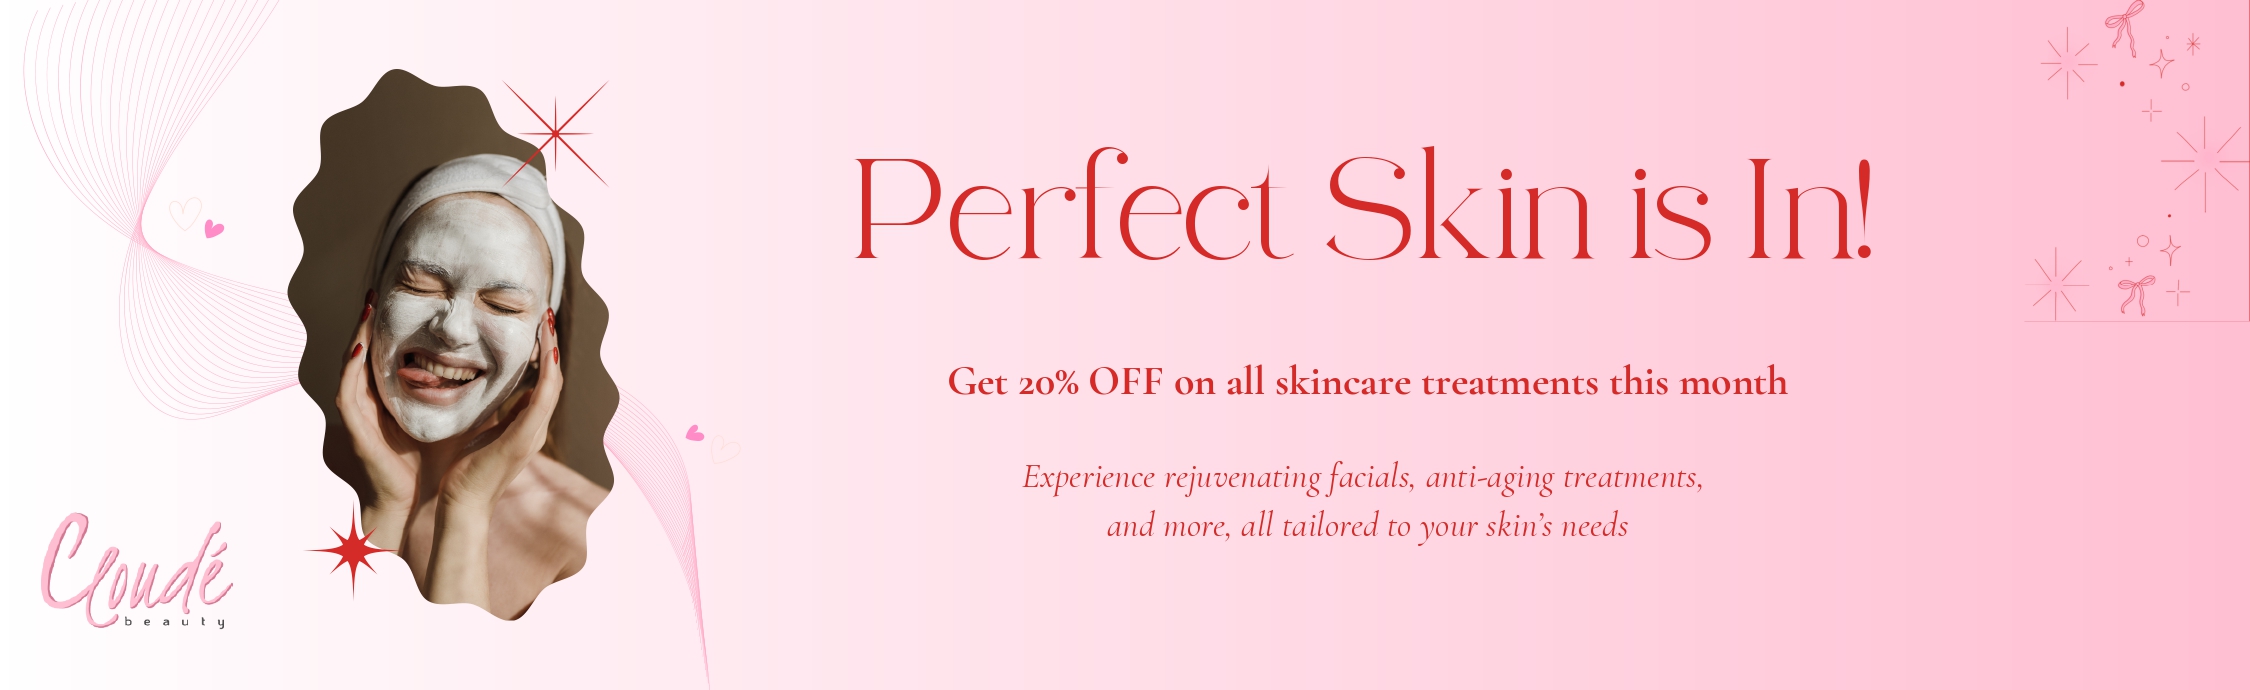 Perfect Skin is In!
Get 20% OFF on all skincare treatments this month
Experience rejuvenating facials, anti-aging treatments,
and more, all tailored to your skin’s needs
Cloudé
beauty